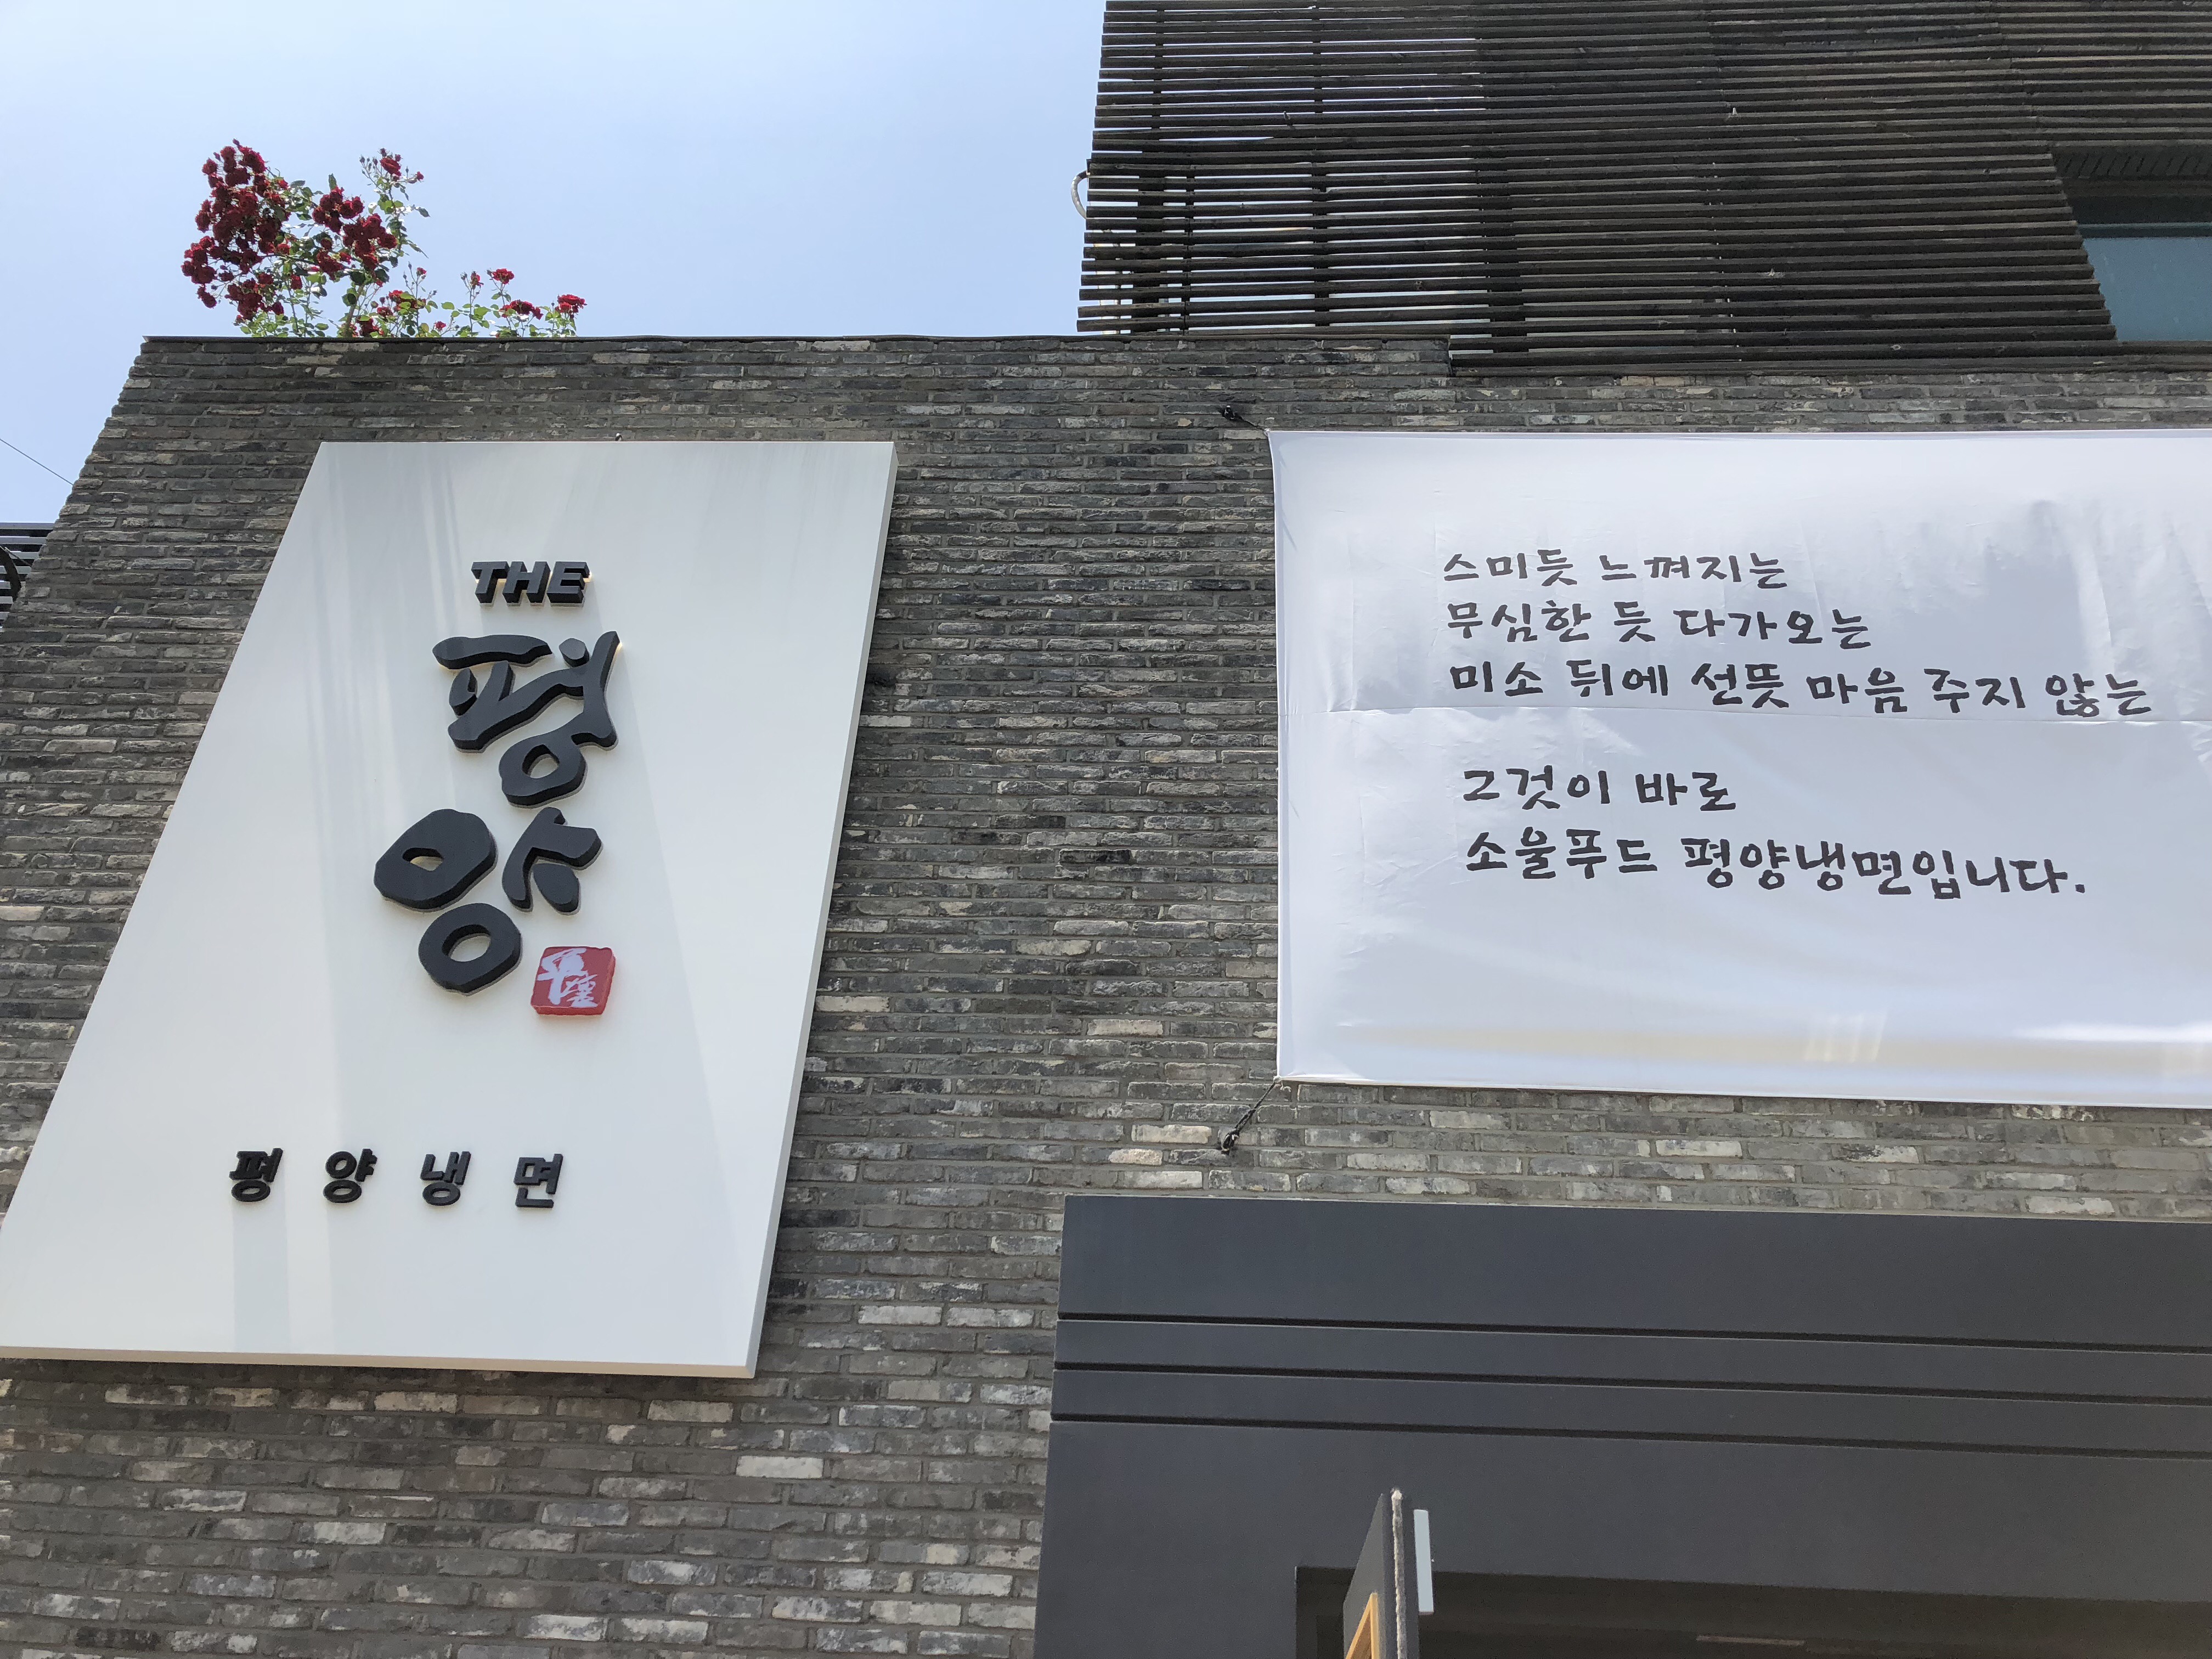 THE
평양
평양냉면
스미듯 느껴지는
무심한 듯 다가오는
미소 뒤에 선뜻 마음 주지 않는
그것이 바로
소울푸드 평양냉면입니다.